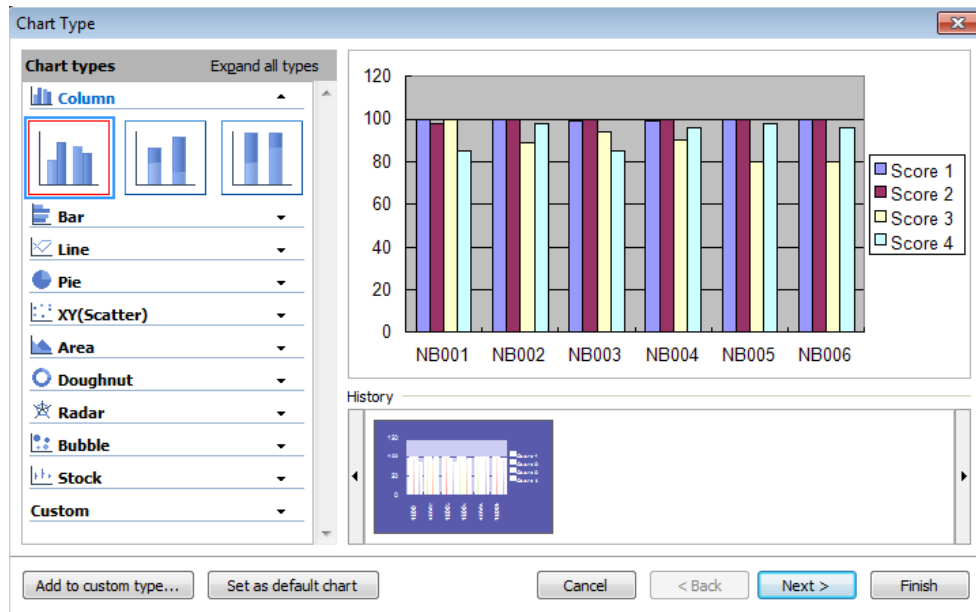 Chart Type
Chart types Expand all types
Column
Bar
Line
Pie
XY(Scatter)
Area
Doughnut
Radar
Bubble
Stock
Custom
120
100
80
60
40
20
0
NB001 NB002 NB003 NB004 NB005 NB006
Score 1
Score 2
Score 3
Score 4
History
Add to custom type... Set as default chart Cancel < Back Next > Finish